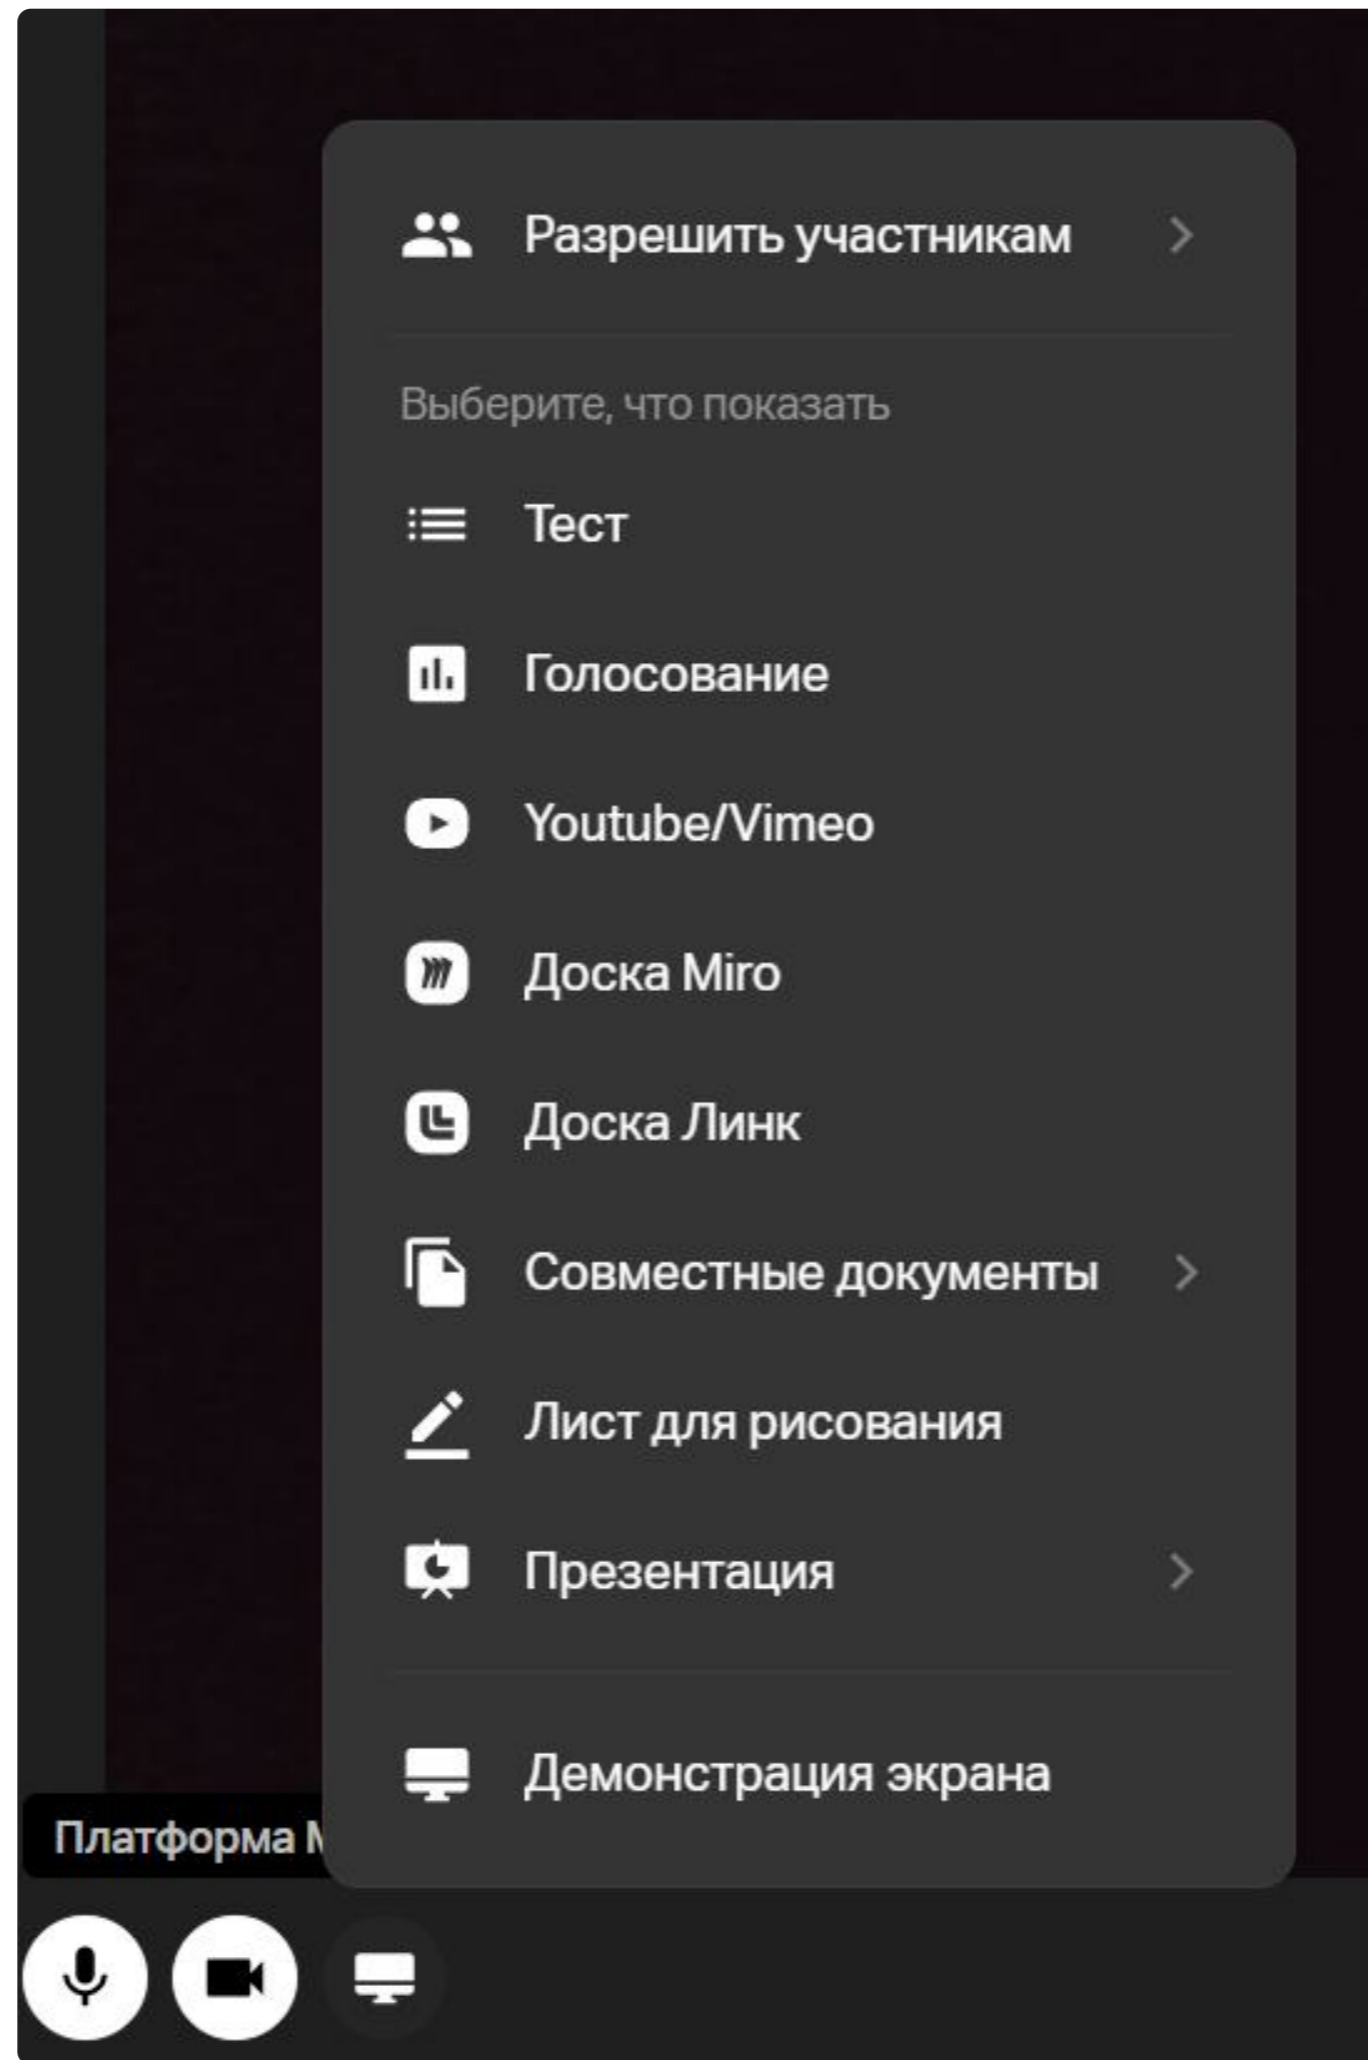 Разрешить участникам
Выберите, что показать
Тест
Голосование
Youtube/Vimeo
Доска Miro
Доска Линк
Совместные документы
Лист для рисования
Презентация
Демонстрация экрана
Платформа